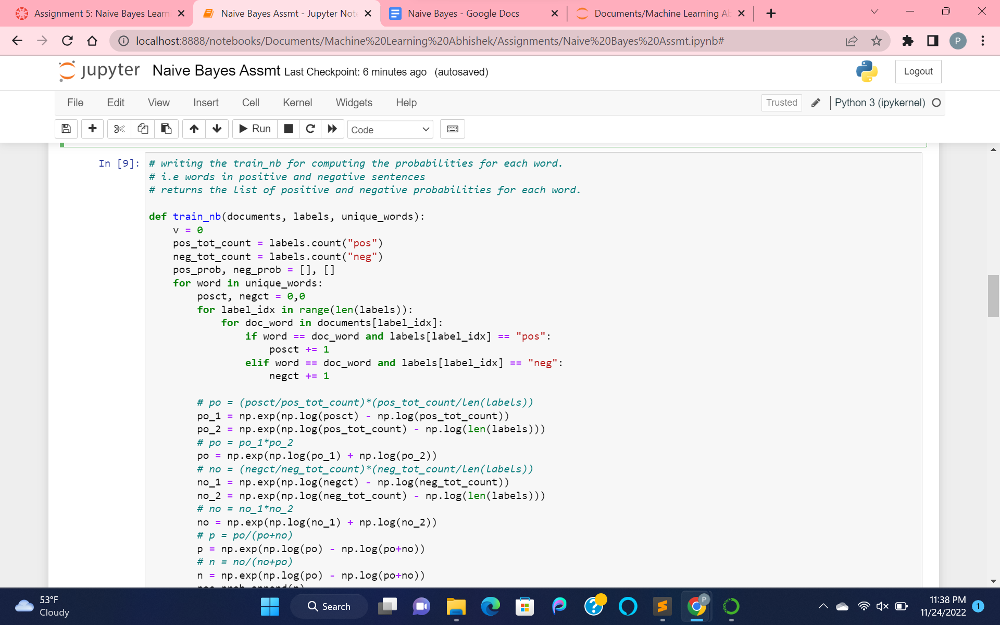 Assignment 5: Naive Bayes Learn
Naive Bayes Assmt - Jupyter Note
Naive Bayes - Google Docs
Documents/Machine Learning Ab
localhost:8888/notebooks/Documents/Machine%20Learning%20Abhishek/Assignments/Naive%20Bayes%20Assmt.ipynb#
P
jupyter Naive Bayes Assmt Last Checkpoint: 6 minutes ago (autosaved)
Logout
File Edit View Insert Cell Kernel Widgets Help
Trusted
Python 3 (ipykernel)
Run
Code
In [9]:
# writing the train_nb for computing the probabilities for each word.
# i.e words in positive and negative sentences
# returns the list of positive and negative probabilities for each word.
def train_nb(documents, labels, unique_words):
v = 0
pos_tot_count = labels.count("pos")
neg_tot_count = labels.count("neg")
pos_prob, neg_prob = [], []
for word in unique_words:
posct, negct = 0,0
for label_idx in range(len(labels)):
for doc_word in documents[label_idx]:
if word == doc_word and labels[label_idx] == "pos":
posct += 1
elif word == doc_word and labels[label_idx] == "neg":
negct += 1
# po = (posct/pos_tot_count)*(pos_tot_count/len(labels))
po_1 = np.exp(np.log(posct) - np.log(pos_tot_count))
po_2 = np.exp(np.log(pos_tot_count) - np.log(len(labels)))
# po = po_1*po_2
po = np.exp(np.log(po_1) + np.log(po_2))
# no = (negct/neg_tot_count)*(neg_tot_count/len(labels))
no_1 = np.exp(np.log(negct) - np.log(neg_tot_count))
no_2 = np.exp(np.log(neg_tot_count) - np.log(len(labels)))
# no = no_1*no_2
no = np.exp(np.log(no_1) + np.log(no_2))
# p = po/(po+no)
p = np.exp(np.log(po) - np.log(po+no))
# n = no/(no+po)
n = np.exp(np.log(po) - np.log(po+no))
53°F
Cloudy
Search
P
11:38 PM
11/24/2022
1